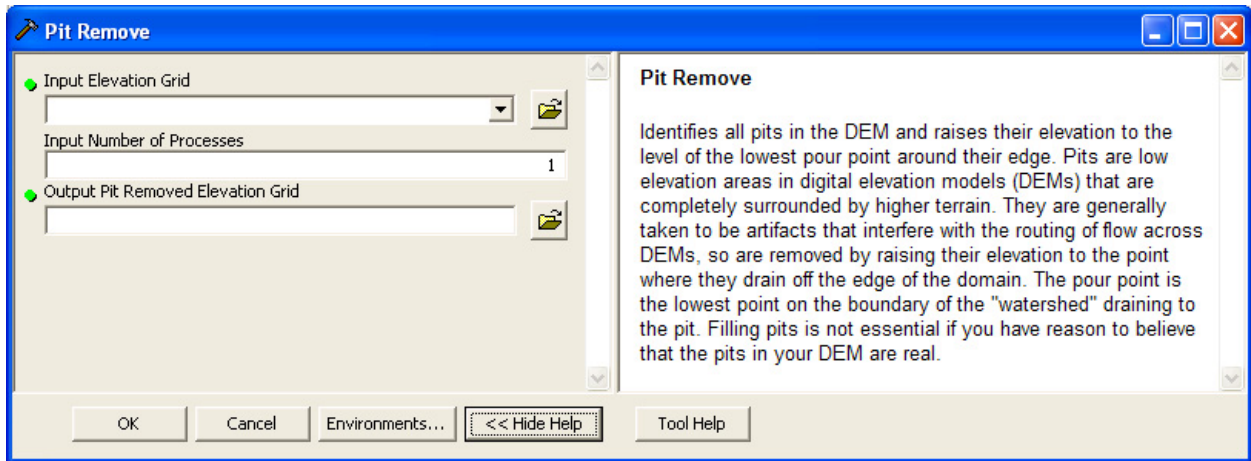 Pit Remove
Input Elevation Grid
Input Number of Processes
1
Output Pit Removed Elevation Grid
Pit Remove
Identifies all pits in the DEM and raises their elevation to the
level of the lowest pour point around their edge. Pits are low
elevation areas in digital elevation models (DEMs) that are
completely surrounded by higher terrain. They are generally
taken to be artifacts that interfere with the routing of flow across
DEMs, so are removed by raising their elevation to the point
where they drain off the edge of the domain. The pour point is
the lowest point on the boundary of the "watershed" draining to
the pit. Filling pits is not essential if you have reason to believe
that the pits in your DEM are real.
OK Cancel Environments... << Hide Help Tool Help